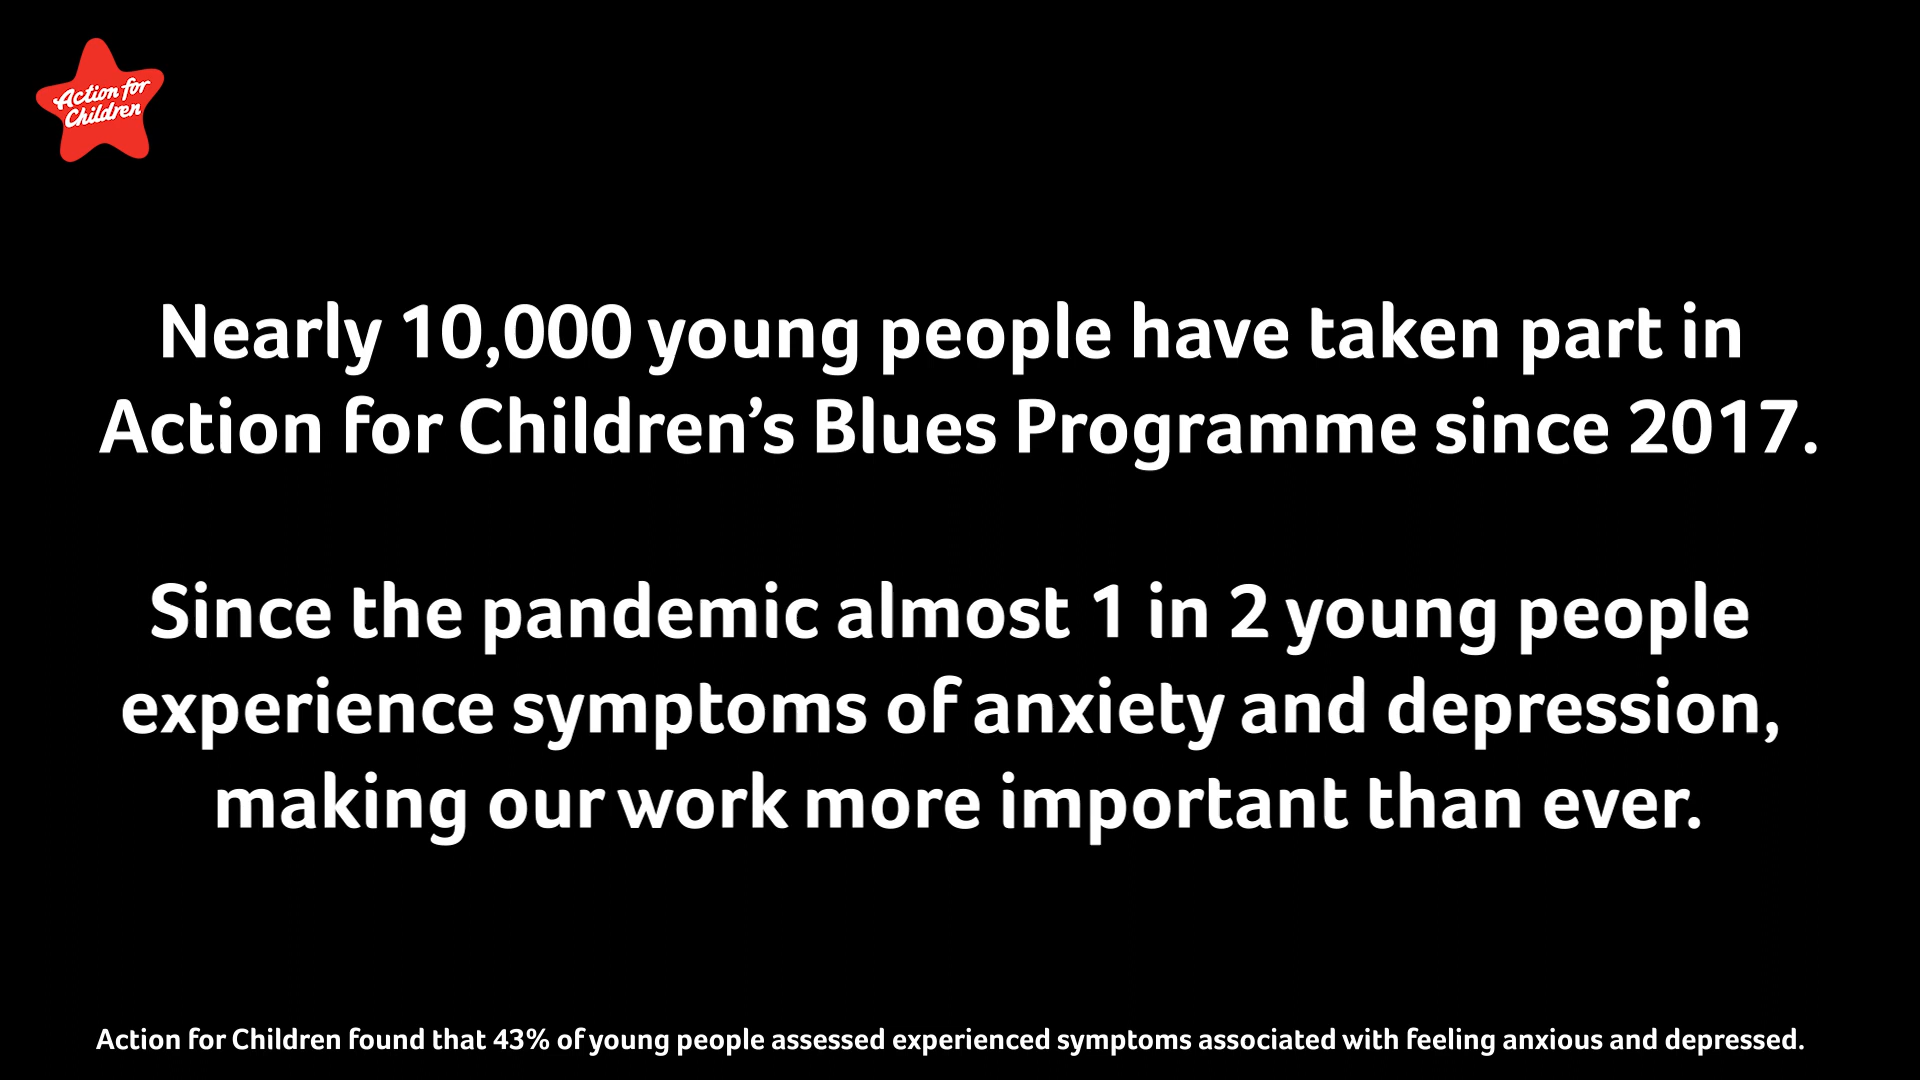 Action for
Children
Nearly 10,000 young people have taken part in
Action for Children’s Blues Programme since 2017.
Since the pandemic almost 1 in 2 young people
experience symptoms of anxiety and depression,
making our work more important than ever.
Action for Children found that 43% of young people assessed experienced symptoms associated with feeling anxious and depressed.